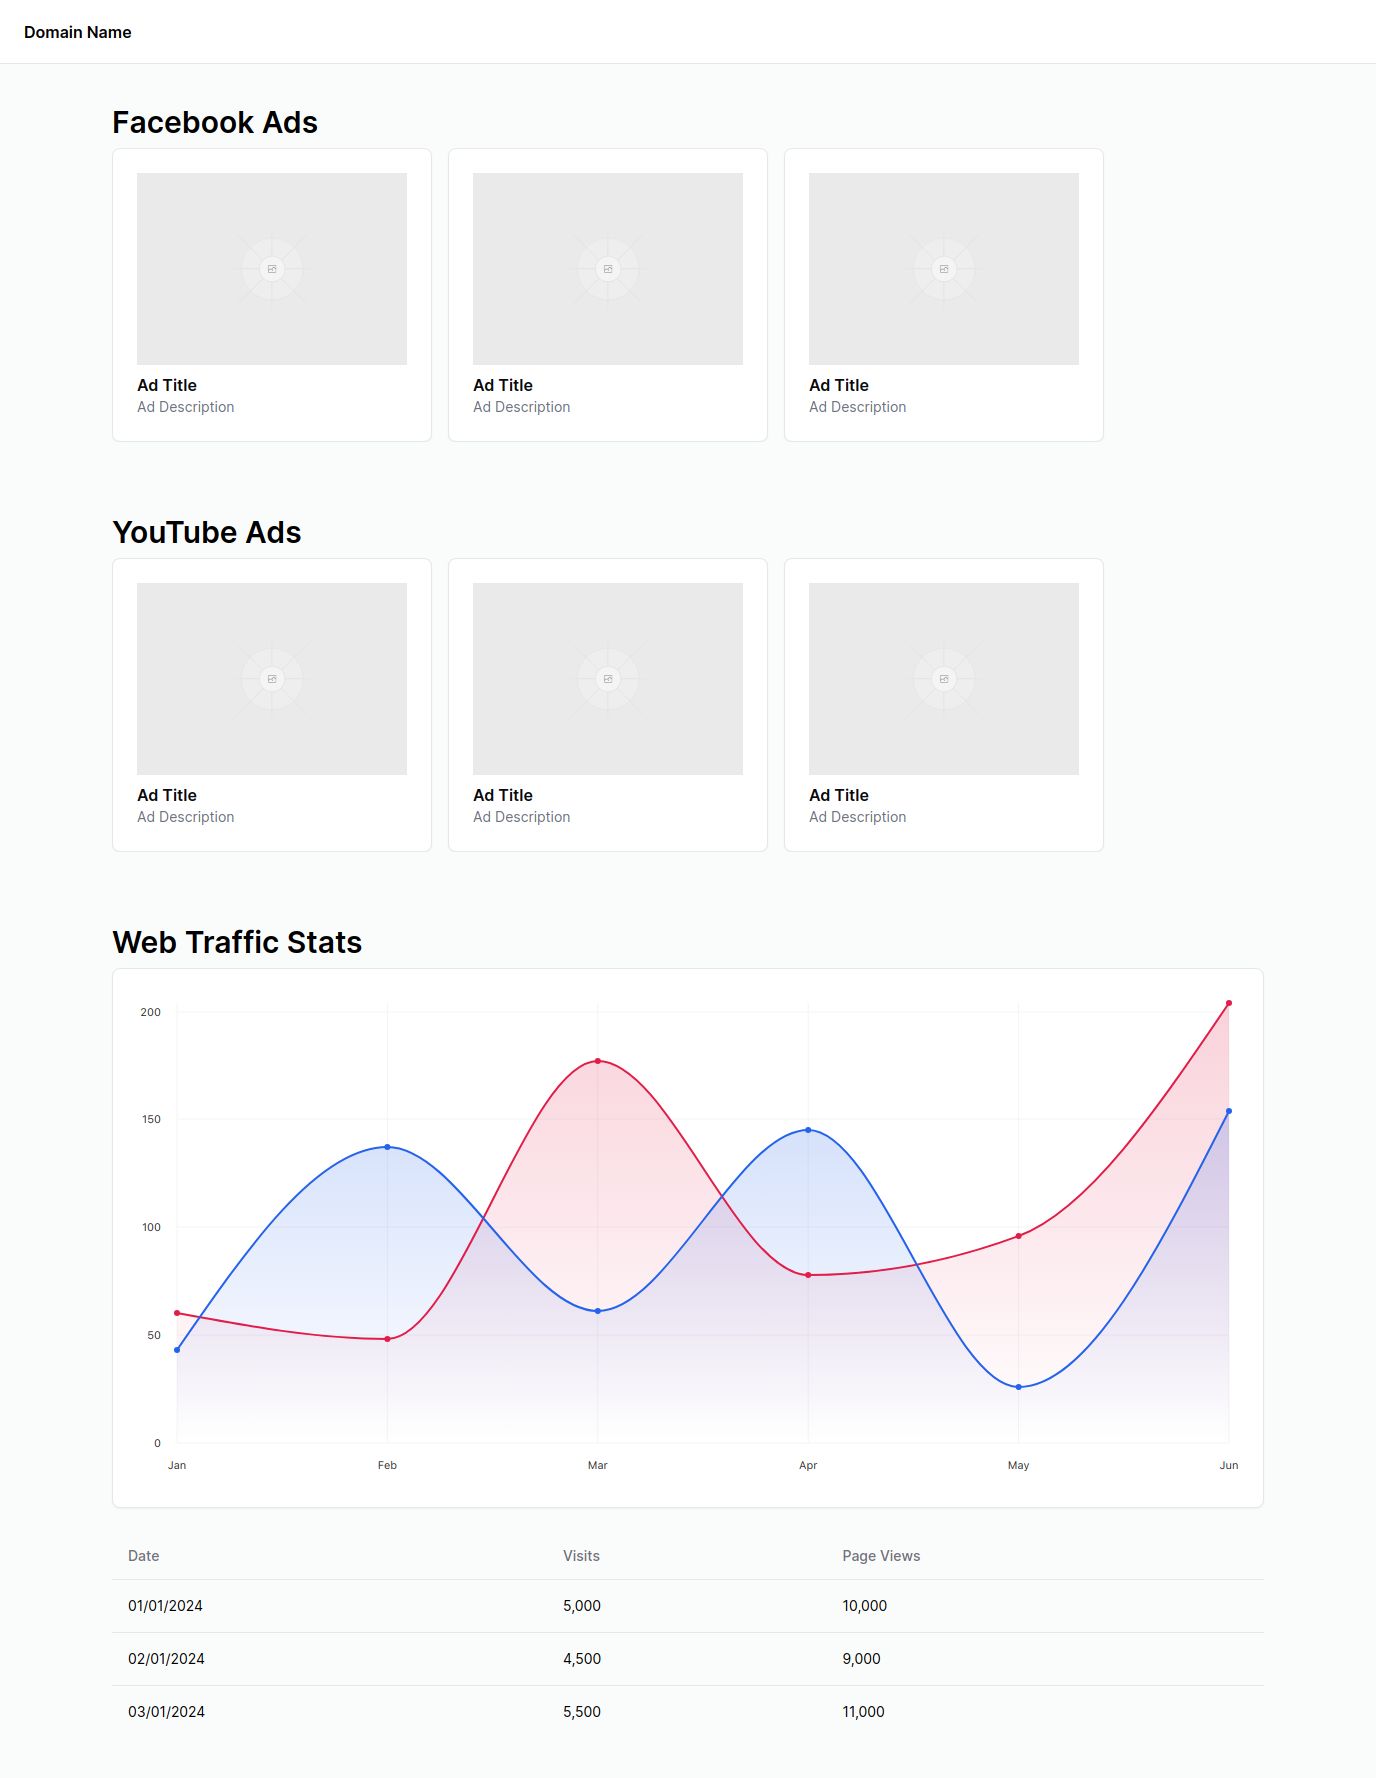 Domain Name
Facebook Ads
Ad Title
Ad Description
Ad Title
Ad Description
Ad Title
Ad Description
YouTube Ads
Ad Title
Ad Description
Ad Title
Ad Description
Ad Title
Ad Description
Web Traffic Stats
200
150
100
50
0
Jan Feb Mar Apr May Jun
Date Visits Page Views
01/01/2024 5,000 10,000
02/01/2024 4,500 9,000
03/01/2024 5,500 11,000